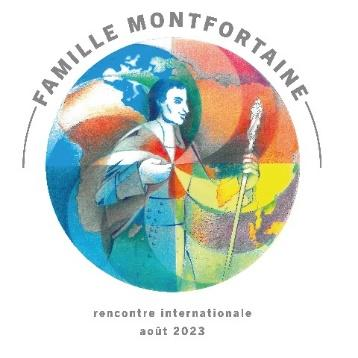 FAMILLE MONTFORTAINE
rencontre internationale
août 2023